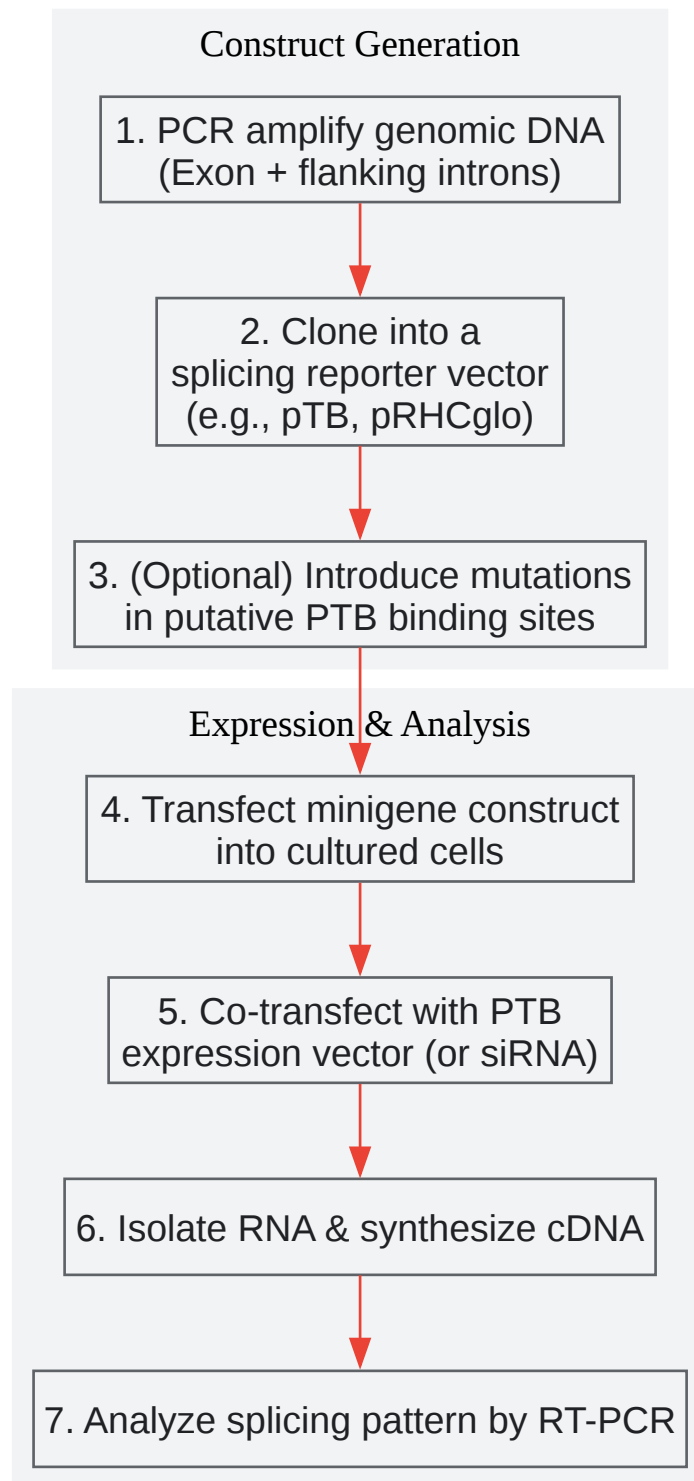 Construct Generation
1. PCR amplify genomic DNA
(Exon + flanking introns)
2. Clone into a
splicing reporter vector
(e.g., pTB, pRHCglo)
3. (Optional) Introduce mutations
in putative PTB binding sites
Expression & Analysis
4. Transfect minigene construct
into cultured cells
5. Co-transfect with PTB
expression vector (or siRNA)
6. Isolate RNA & synthesize cDNA
7. Analyze splicing pattern by RT-PCR